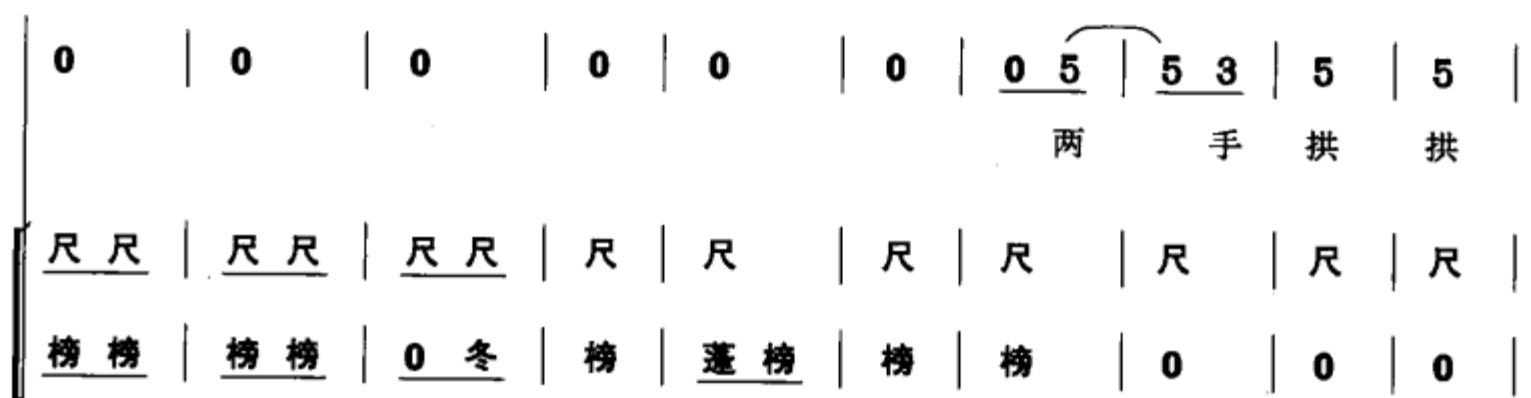 0 | 0 | 0 | 0 | 0 | 0 | 0 5 | 5 3 | 5 | 5 |
两 手 拱 拱
尺 尺 | 尺 尺 | 尺 尺 | 尺 | 尺 | 尺 | 尺 | 尺 | 尺 | 尺 |
榜 榜 | 榜 榜 | 0 冬 | 榜 | 蓬 榜 | 榜 | 榜 | 0 | 0 | 0 |